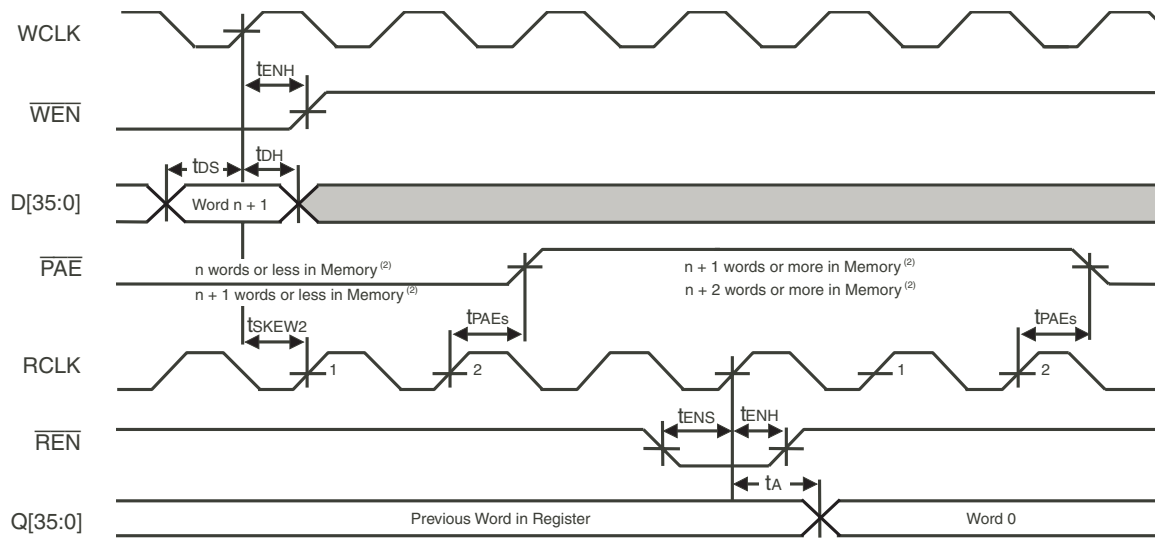 WCLK
tENH
WEN
tDS
tDH
D[35:0]
Word n + 1
PAE
n words or less in Memory (2)
n + 1 words or less in Memory (2)
n + 1 words or more in Memory (2)
n + 2 words or more in Memory (2)
tSKEW2
tPAEs
tPAEs
RCLK
1
2
1
2
tENS
tENH
REN
tA
Q[35:0]
Previous Word in Register
Word 0